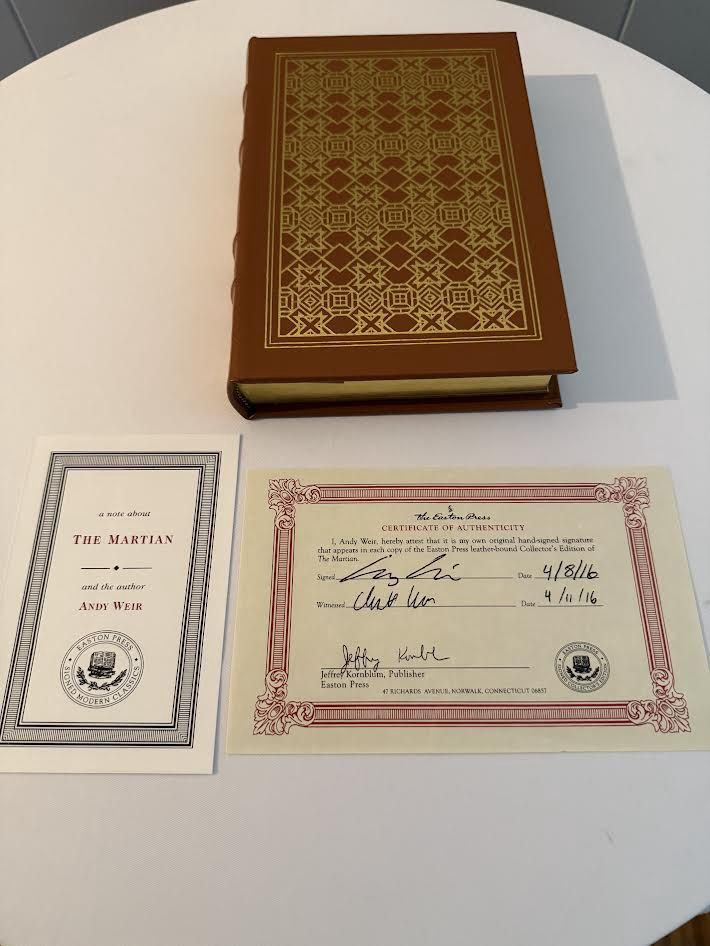 a note about
THE MARTIAN
and the author
ANDY WEIR
EASTON PRESS
SIGNED MODERN CLASSICS
The Easton Press
CERTIFICATE OF AUTHENTICITY
I, Andy Weir, hereby attest that it is my own original hand-signed signature
that appears in each copy of the Easton Press leather-bound Collector's Edition of
The Martian.
Signed Date 4/8/16
Witnessed Date 4/11/16
Jeffrey Kornblum, Publisher
Easton Press
47 RICHARDS AVENUE, NORWALK, CONNECTICUT 06857
EASTON PRESS